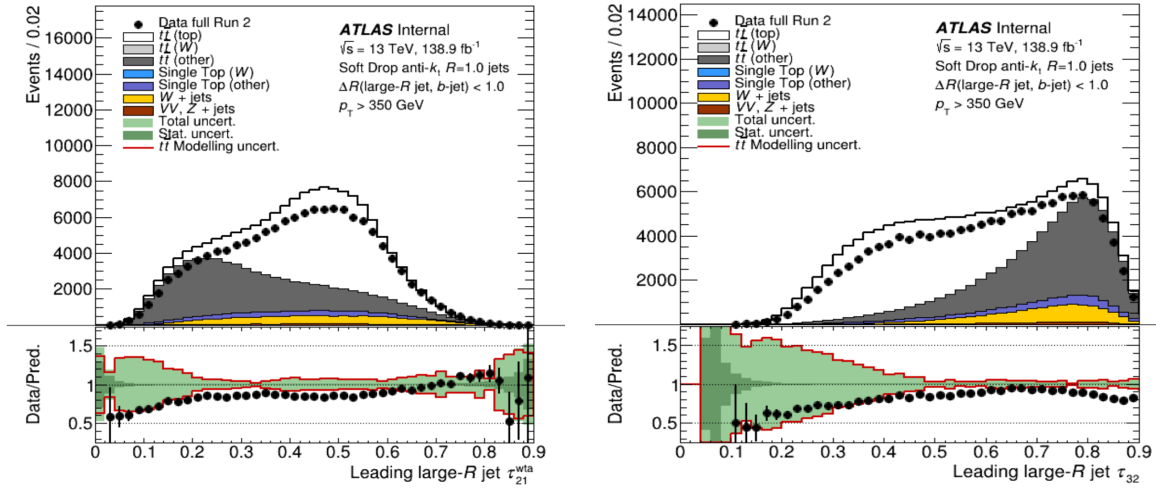 Events / 0.02
16000
14000
12000
10000
8000
6000
4000
2000
Data full Run 2
tt̄ (top)
tt̄ (W)
tt̄ (other)
Single Top (W)
Single Top (other)
W + jets
VV, Z + jets
Total uncert.
Stat. uncert.
tt̄ Modelling uncert.
ATLAS Internal
√s = 13 TeV, 138.9 fb⁻¹
Soft Drop anti-kₜ R=1.0 jets
ΔR(large-R jet, b-jet) < 1.0
p_T > 350 GeV
Data/Pred.
1.5
1
0.5
0 0.1 0.2 0.3 0.4 0.5 0.6 0.7 0.8 0.9
Leading large-R jet τ₂₁^wta
Events / 0.02
14000
12000
10000
8000
6000
4000
2000
Data full Run 2
tt̄ (top)
tt̄ (W)
tt̄ (other)
Single Top (W)
Single Top (other)
W + jets
VV, Z + jets
Total uncert.
Stat. uncert.
tt̄ Modelling uncert.
ATLAS Internal
√s = 13 TeV, 138.9 fb⁻¹
Soft Drop anti-kₜ R=1.0 jets
ΔR(large-R jet, b-jet) < 1.0
p_T > 350 GeV
Data/Pred.
1.5
1
0.5
0 0.1 0.2 0.3 0.4 0.5 0.6 0.7 0.8 0.9
Leading large-R jet τ₃₂